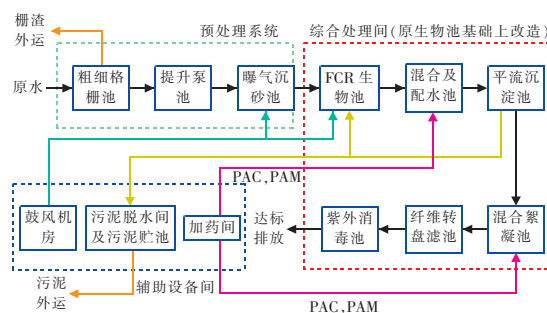 栅渣
外运
预处理系统
综合处理间(原生物池基础上改造)
原水
粗细格
栅池
提升泵
池
曝气沉
砂池
FCR生
物池
混合及
配水池
平流沉
淀池
PAC,PAM
鼓风机
房
污泥脱水间
及污泥贮池
加药间
达标
排放
紫外消
毒池
纤维转
盘滤池
混合絮
凝池
污泥
外运
辅助设备间
PAC,PAM